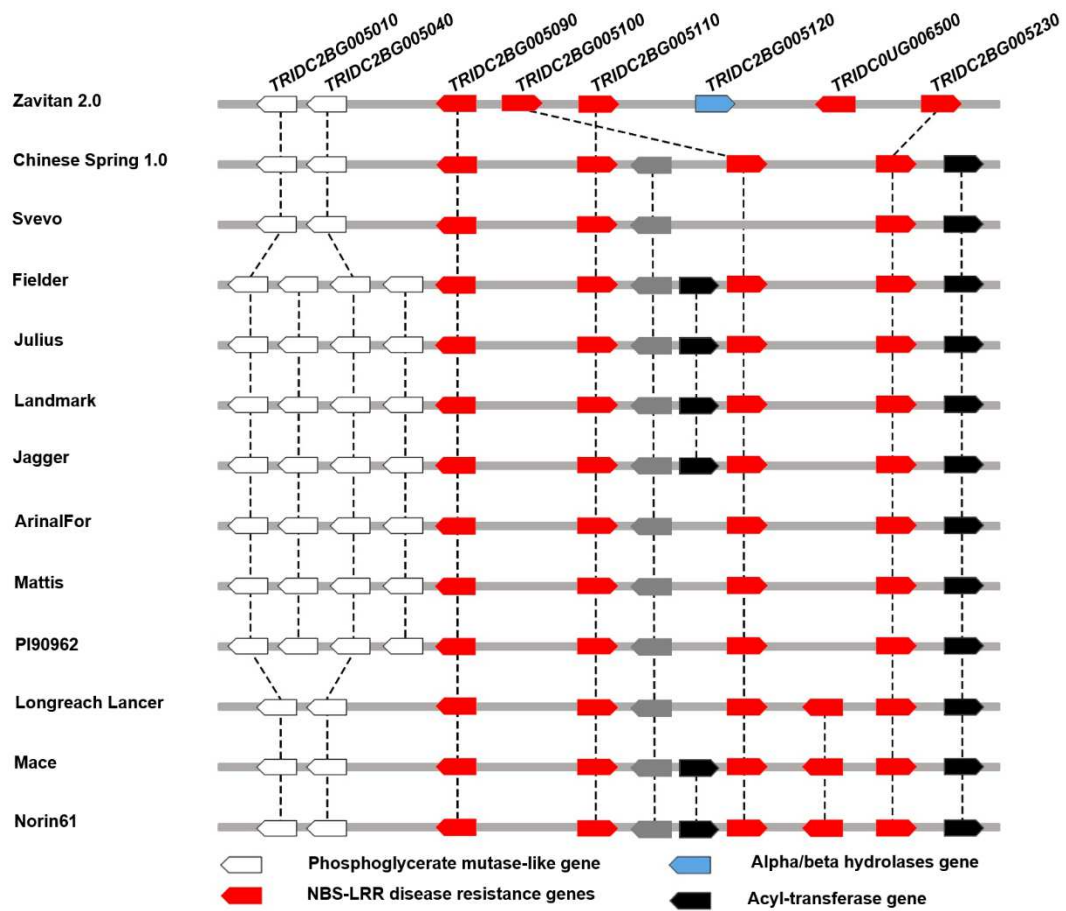 TRIDC2BG005010
TRIDC2BG005040
TRIDC2BG005090
TRIDC2BG005100
TRIDC2BG005110
TRIDC2BG005120
TRIDC0UG006500
TRIDC2BG005230
Zavitan 2.0
Chinese Spring 1.0
Svevo
Fielder
Julius
Landmark
Jagger
ArinalFor
Mattis
PI90962
Longreach Lancer
Mace
Norin61
Phosphoglycerate mutase-like gene
Alpha/beta hydrolases gene
NBS-LRR disease resistance genes
Acyl-transferase gene